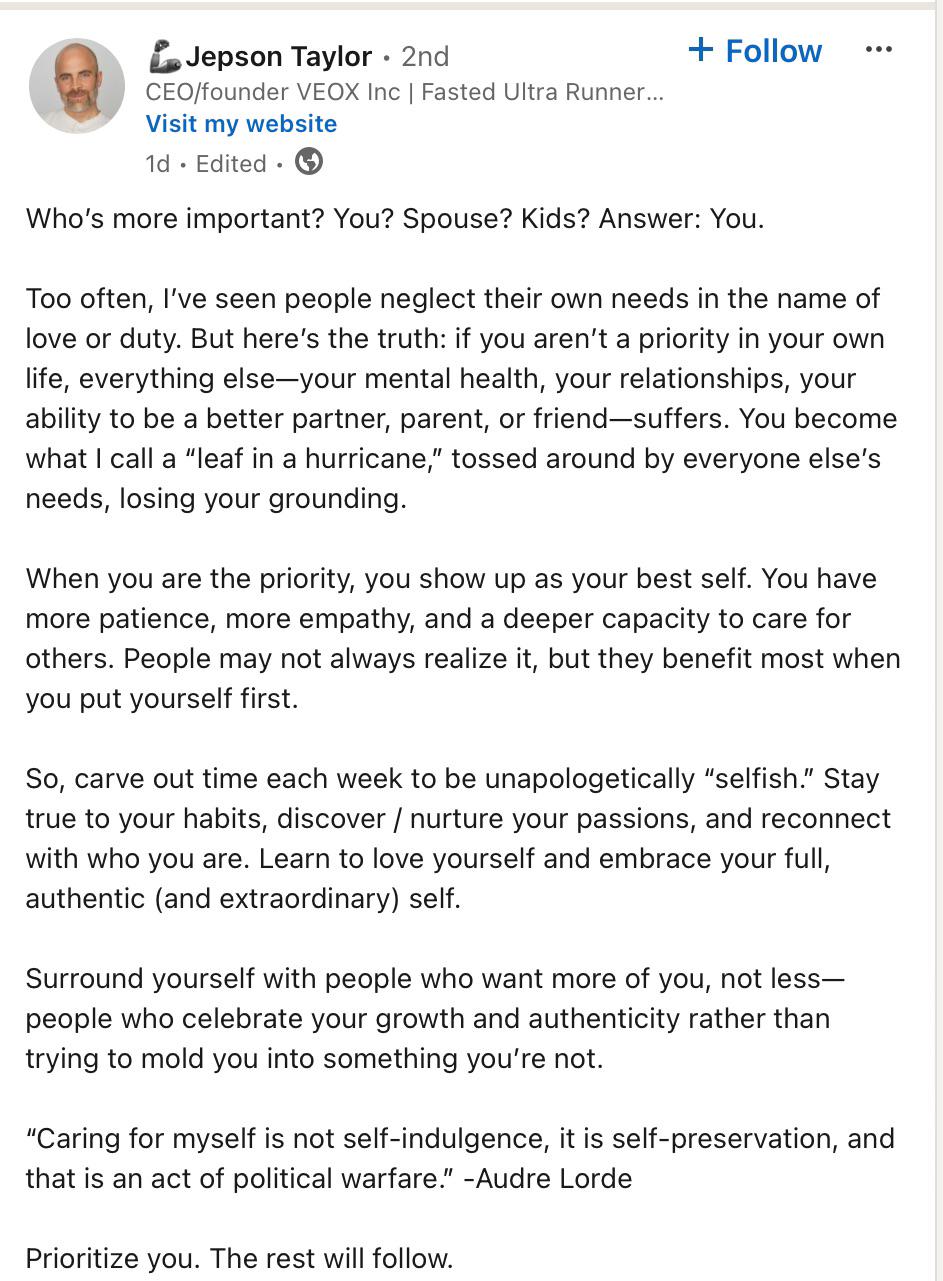 Jepson Taylor • 2nd
+ Follow
CEO/founder VEOX Inc | Fasted Ultra Runner...
Visit my website
1d • Edited •
Who’s more important? You? Spouse? Kids? Answer: You.
Too often, I’ve seen people neglect their own needs in the name of
love or duty. But here’s the truth: if you aren’t a priority in your own
life, everything else—your mental health, your relationships, your
ability to be a better partner, parent, or friend—suffers. You become
what I call a “leaf in a hurricane,” tossed around by everyone else’s
needs, losing your grounding.
When you are the priority, you show up as your best self. You have
more patience, more empathy, and a deeper capacity to care for
others. People may not always realize it, but they benefit most when
you put yourself first.
So, carve out time each week to be unapologetically “selfish.” Stay
true to your habits, discover / nurture your passions, and reconnect
with who you are. Learn to love yourself and embrace your full,
authentic (and extraordinary) self.
Surround yourself with people who want more of you, not less—
people who celebrate your growth and authenticity rather than
trying to mold you into something you’re not.
“Caring for myself is not self-indulgence, it is self-preservation, and
that is an act of political warfare.” -Audre Lorde
Prioritize you. The rest will follow.